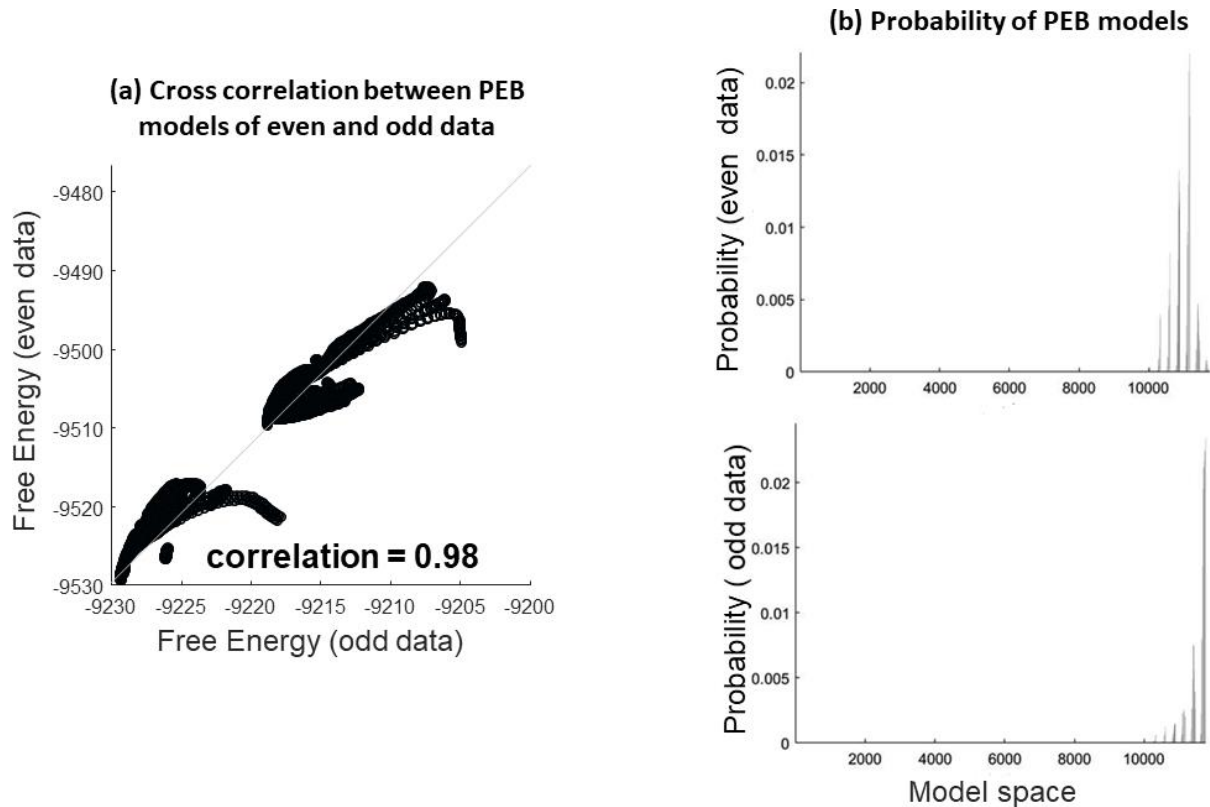 (a) Cross correlation between PEB
models of even and odd data
Free Energy (even data)
-9480
-9490
-9500
-9510
-9520
-9530
correlation = 0.98
-9230 -9225 -9220 -9215 -9210 -9205 -9200
Free Energy (odd data)
(b) Probability of PEB models
Probability (even data)
0.02
0.015
0.01
0.005
0
2000 4000 6000 8000 10000
Probability ( odd data)
0.02
0.015
0.01
0.005
0
2000 4000 6000 8000 10000
Model space